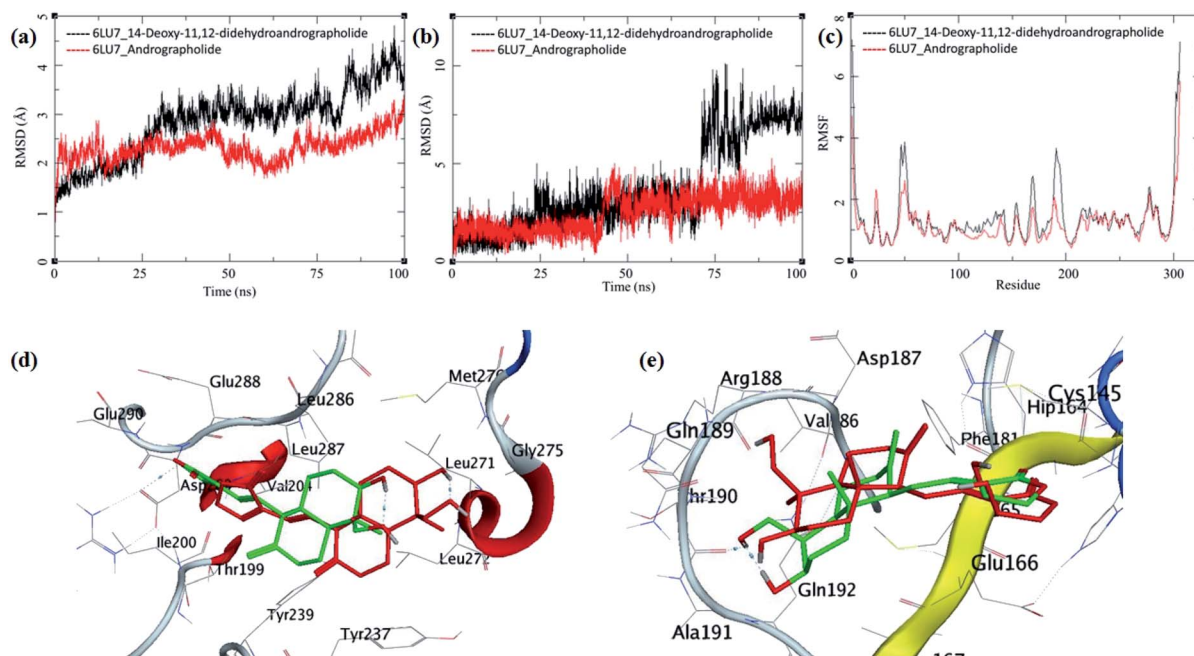 (a)
6LU7_14-Deoxy-11,12-didehydroandrographolide
6LU7_Andrographolide
RMSD (Å)
0 1 2 3 4 5
0 25 50 75 100
Time (ns)
(b)
6LU7_14-Deoxy-11,12-didehydroandrographolide
6LU7_Andrographolide
RMSD (Å)
0 5 10
0 25 50 75 100
Time (ns)
(c)
6LU7_14-Deoxy-11,12-didehydroandrographolide
6LU7_Andrographolide
RMSF
0 2 4 6 8
0 100 200 300
Residue
(d)
Glu288
Glu290
Leu286
Leu287
Met276
Gly275
Leu271
Val204
Ile200
Thr199
Leu272
Tyr239
Tyr237
(e)
Asp187
Arg188
Cys145
Hip164
Gln189
Phe181
Glu166
Gln192
Ala191